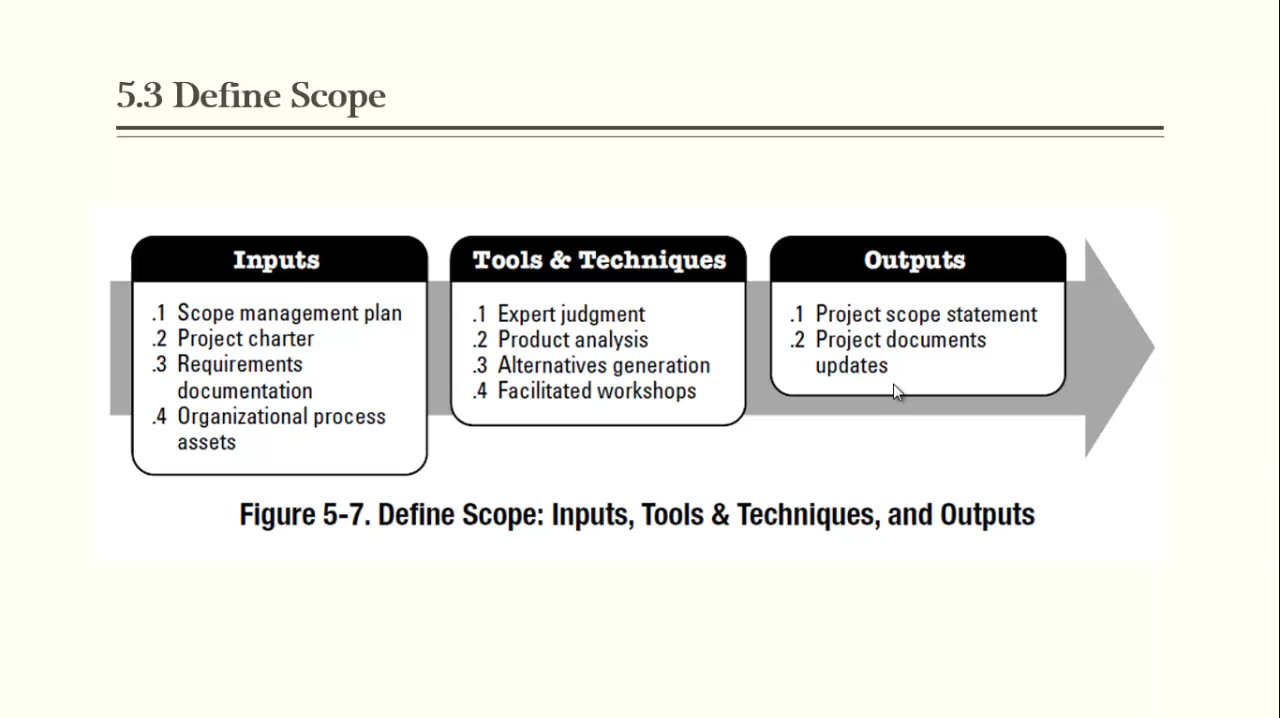 5.3 Define Scope
Inputs
.1 Scope management plan
.2 Project charter
.3 Requirements
documentation
.4 Organizational process
assets
Tools & Techniques
.1 Expert judgment
.2 Product analysis
.3 Alternatives generation
.4 Facilitated workshops
Outputs
.1 Project scope statement
.2 Project documents
updates
Figure 5-7. Define Scope: Inputs, Tools & Techniques, and Outputs